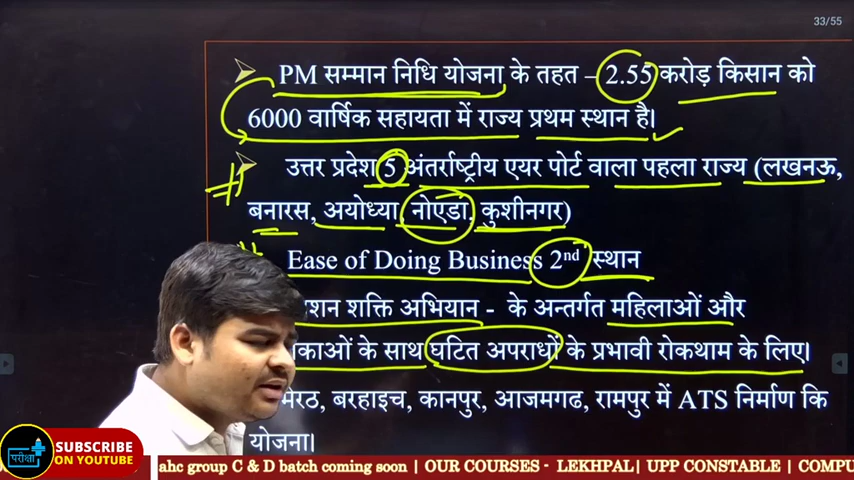 33/55
PM सम्मान निधि योजना के तहत – 2.55 करोड़ किसान को
6000 वार्षिक सहायता में राज्य प्रथम स्थान है।
उत्तर प्रदेश 5 अंतर्राष्ट्रीय एयर पोर्ट वाला पहला राज्य (लखनऊ,
बनारस, अयोध्या, नोएडा, कुशीनगर)
Ease of Doing Business 2nd स्थान
शक्ति अभियान - के अन्तर्गत महिलाओं और
के साथ घटित अपराधों के प्रभावी रोकथाम के लिए।
बरहाइच, कानपुर, आजमगढ, रामपुर में ATS निर्माण कि
योजना।
परीक्षा
SUBSCRIBE
ON YOUTUBE
ahc group C & D batch coming soon | OUR COURSES - LEKHPAL| UPP CONSTABLE | COMPU